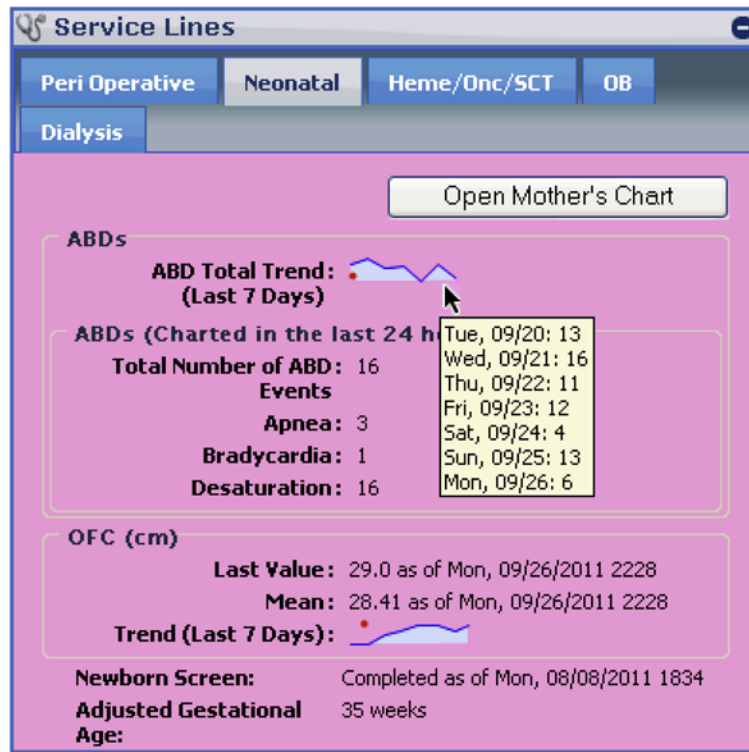 Service Lines
Peri Operative Neonatal Heme/Onc/SCT OB
Dialysis
Open Mother's Chart
ABDs
ABD Total Trend:
(Last 7 Days)
ABDs (Charted in the last 24 h
Total Number of ABD: 16
Events
Apnea: 3
Bradycardia: 1
Desaturation: 16
Tue, 09/20: 13
Wed, 09/21: 16
Thu, 09/22: 11
Fri, 09/23: 12
Sat, 09/24: 4
Sun, 09/25: 13
Mon, 09/26: 6
OFC (cm)
Last Value: 29.0 as of Mon, 09/26/2011 2228
Mean: 28.41 as of Mon, 09/26/2011 2228
Trend (Last 7 Days):
Newborn Screen: Completed as of Mon, 08/08/2011 1834
Adjusted Gestational 35 weeks
Age: